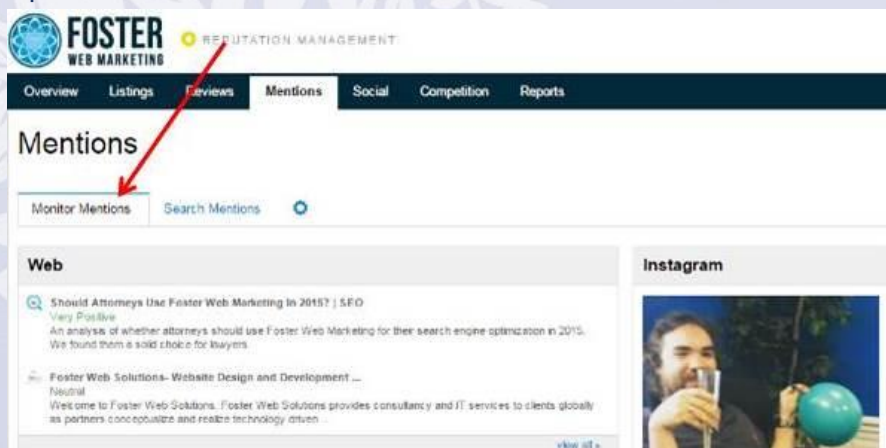 FOSTER
WEB MARKETING
REPUTATION MANAGEMENT
Overview Listings Reviews Mentions Social Competition Reports
Mentions
Monitor Mentions Search Mentions
Web
Instagram
Should Attorneys Use Foster Web Marketing in 2015? | SEO
Very Positive
An analysis of whether attorneys should use Foster Web Marketing for their search engine optimization in 2015.
We found them a solid choice for lawyers.
Foster Web Solutions- Website Design and Development ...
Neutral
Welcome to Foster Web Solutions. Foster Web Solutions provides consultancy and IT services to clients globally
as partners conceptualize and realize technology driven ...
view all »